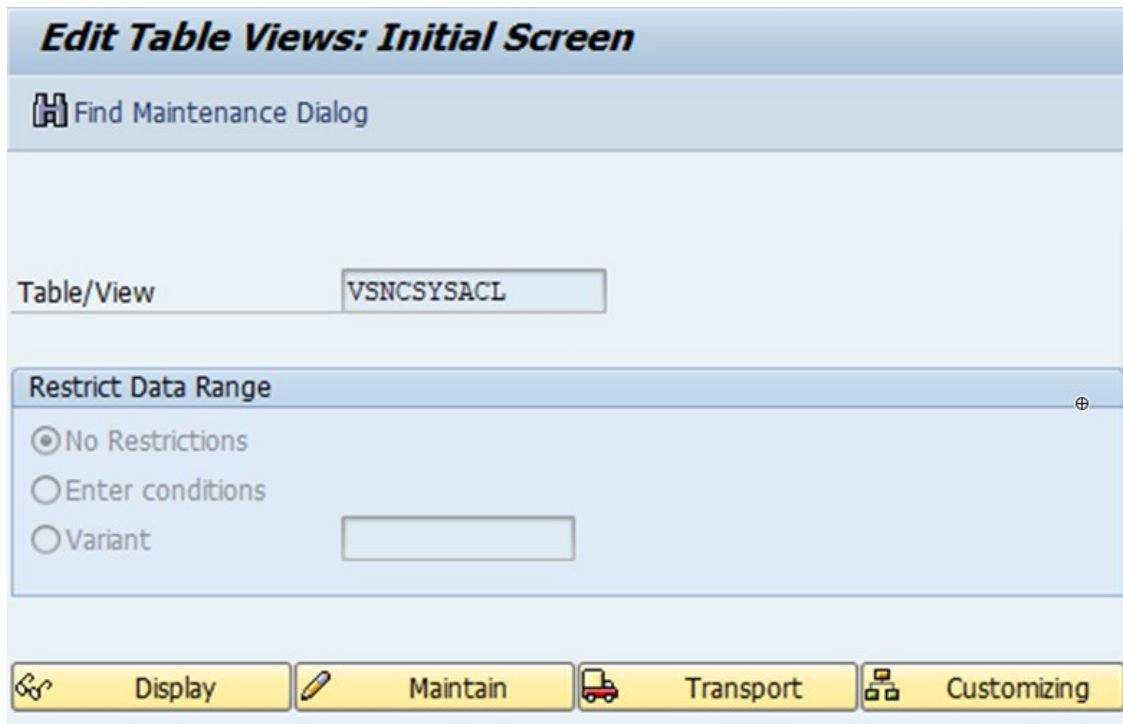 Edit Table Views: Initial Screen
Find Maintenance Dialog
Table/View VSNCSYSACL
Restrict Data Range
No Restrictions
Enter conditions
Variant
Display Maintain Transport Customizing